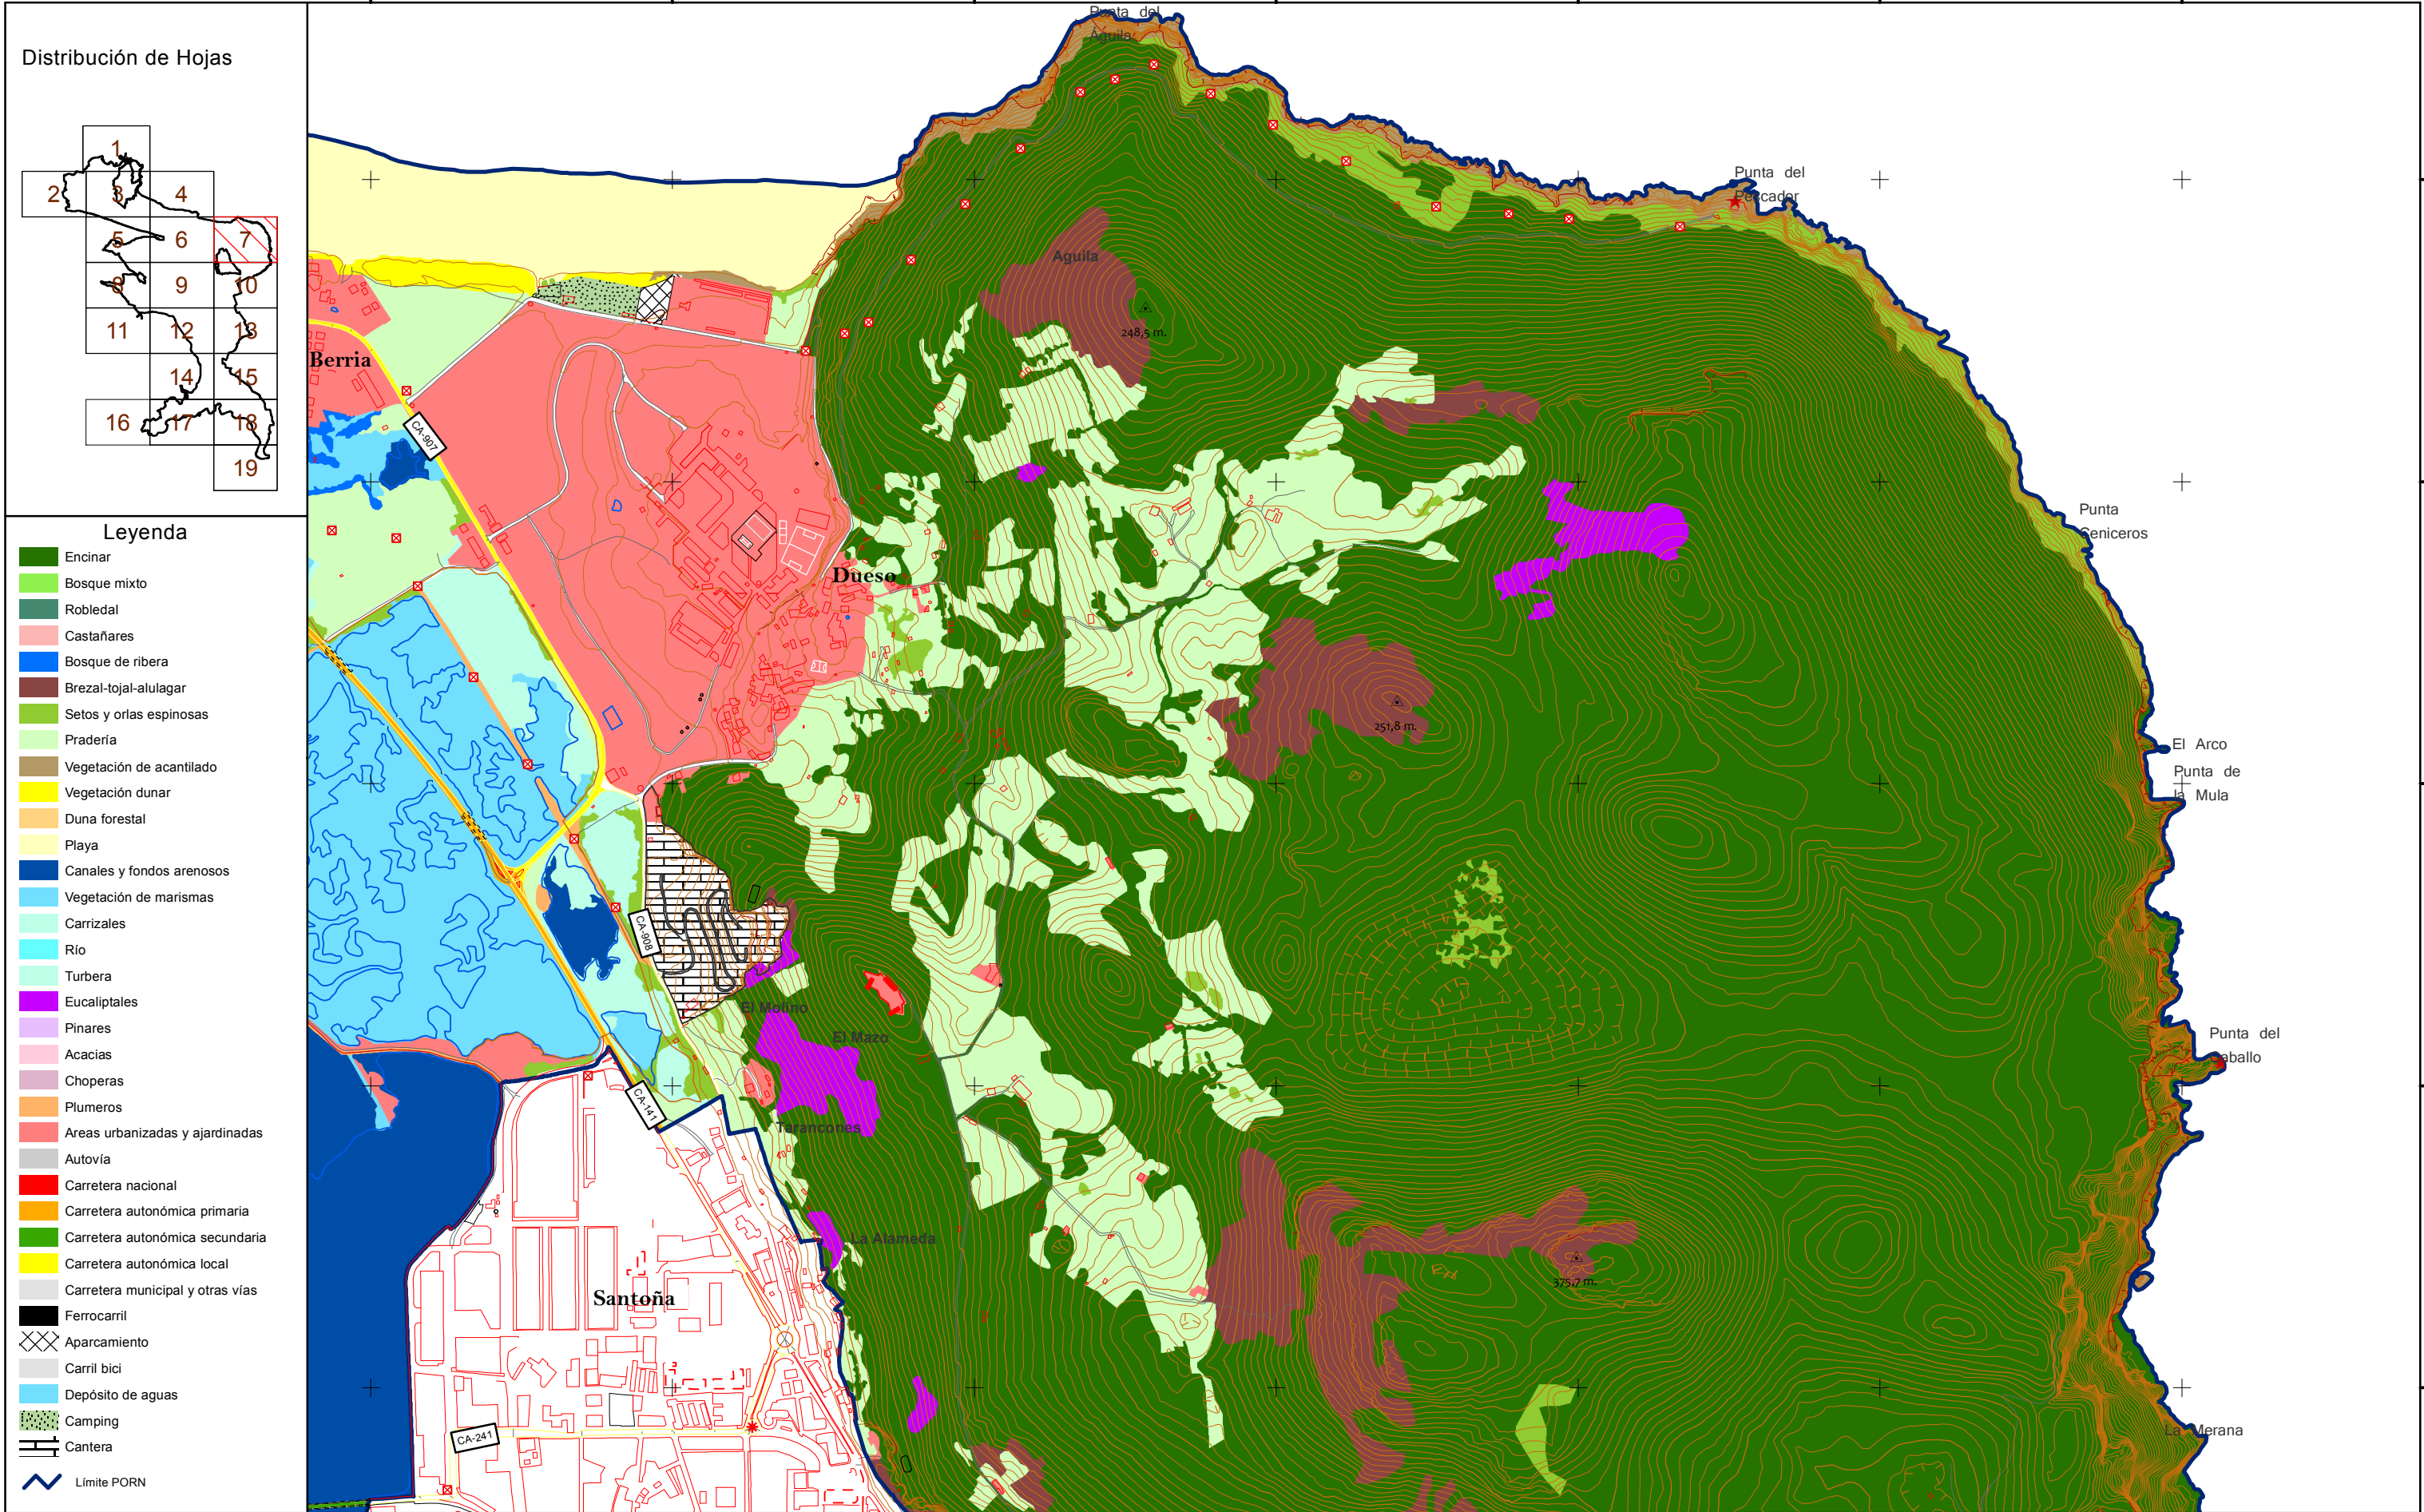 Distribución de Hojas
1
2 3 4
5 6 7
8 9 10
11 12 13
14 15
16 17 18
19
Leyenda
Encinar
Bosque mixto
Robledal
Castañares
Bosque de ribera
Brezal-tojal-alulagar
Setos y orlas espinosas
Pradería
Vegetación de acantilado
Vegetación dunar
Duna forestal
Playa
Canales y fondos arenosos
Vegetación de marismas
Carrizales
Río
Turbera
Eucaliptales
Pinares
Acacias
Choperas
Plumeros
Areas urbanizadas y ajardinadas
Autovía
Carretera nacional
Carretera autonómica primaria
Carretera autonómica secundaria
Carretera autonómica local
Carretera municipal y otras vías
Ferrocarril
Aparcamiento
Carril bici
Depósito de aguas
Camping
Cantera
Límite PORN
Punta del
Águila
Punta del
Pescador
Aguila
248,5 m.
Berria
CA-907
Punta
Ceniceros
Dueso
251,8 m.
El Arco
Punta de
la Mula
CA-908
El Molino
El Mazo
Punta del
Caballo
CA-141
Tarancones
La Alameda
375,7 m.
Santoña
CA-241
La Merana